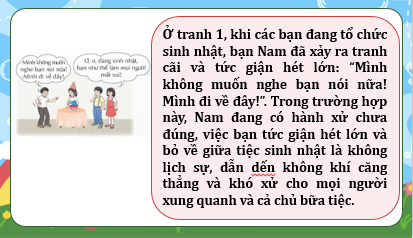 Mình không muốn
nghe bạn nói nữa!
Mình đi về đây!
Ơ, ơ, đang sinh nhật,
bạn như thế làm mọi người
mất vui!
Ở tranh 1, khi các bạn đang tổ chức
sinh nhật, bạn Nam đã xảy ra tranh
cãi và tức giận hét lớn: “Mình
không muốn nghe bạn nói nữa!
Mình đi về đây!”. Trong trường hợp
này, Nam đang có hành xử chưa
đúng, việc bạn tức giận hét lớn và
bỏ về giữa tiệc sinh nhật là không
lịch sự, dẫn dến không khí căng
thẳng và khó xử cho mọi người
xung quanh và cả chủ bữa tiệc.